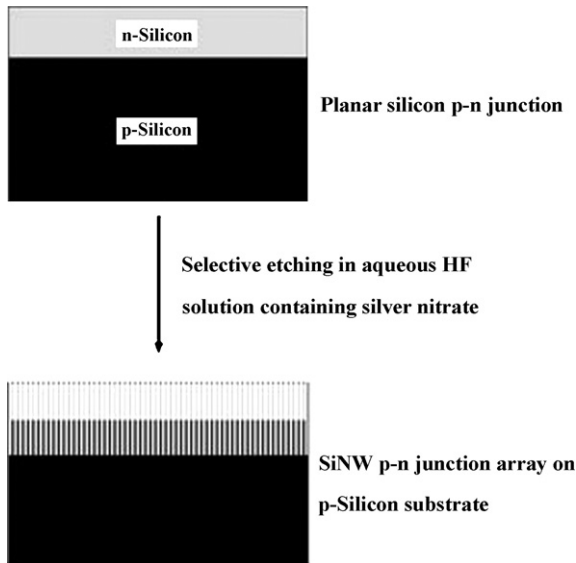 n-Silicon
p-Silicon
Planar silicon p-n junction
Selective etching in aqueous HF
solution containing silver nitrate
SiNW p-n junction array on
p-Silicon substrate